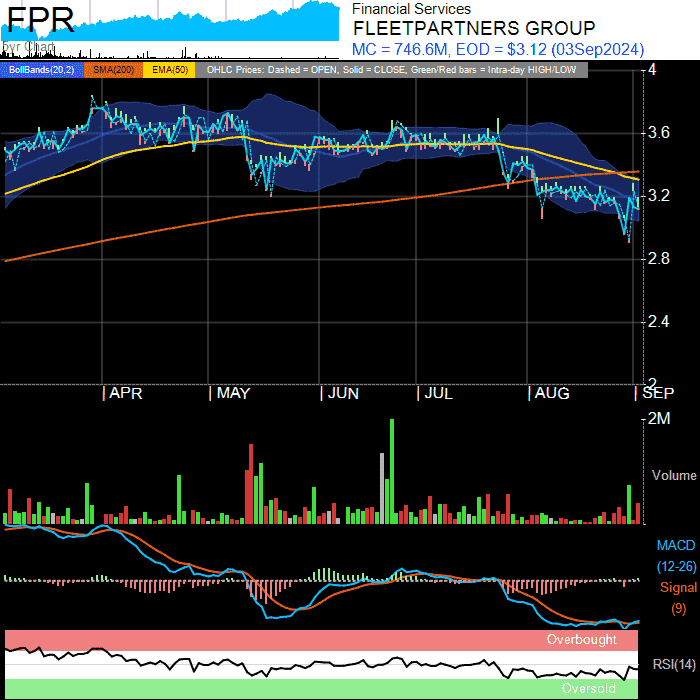 FPR
5yr Chart
Financial Services
FLEETPARTNERS GROUP
MC = 746.6M, EOD = $3.12 (03Sep2024)
BollBands(20,2) SMA(200) EMA(50) OHLC Prices: Dashed = OPEN, Solid = CLOSE, Green/Red bars = Intra-day HIGH/LOW
4
3.6
3.2
2.8
2.4
2
| APR | MAY | JUN | JUL | AUG | SEP
2M
Volume
MACD
(12-26)
Signal
(9)
Overbought
RSI(14)
Oversold